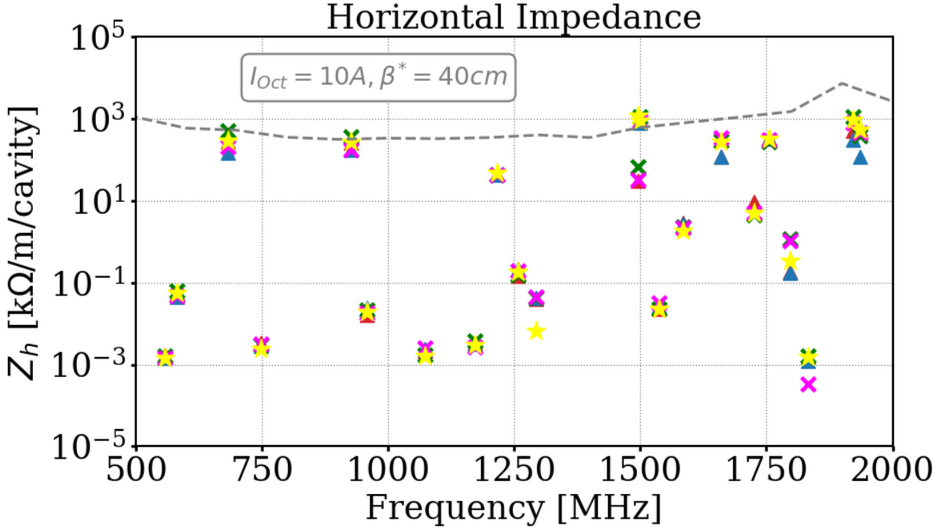 Horizontal Impedance
I_Oct = 10A, β* = 40cm
Z_h [kΩ/m/cavity]
10^5
10^3
10^1
10^−1
10^−3
10^−5
500 750 1000 1250 1500 1750 2000
Frequency [MHz]